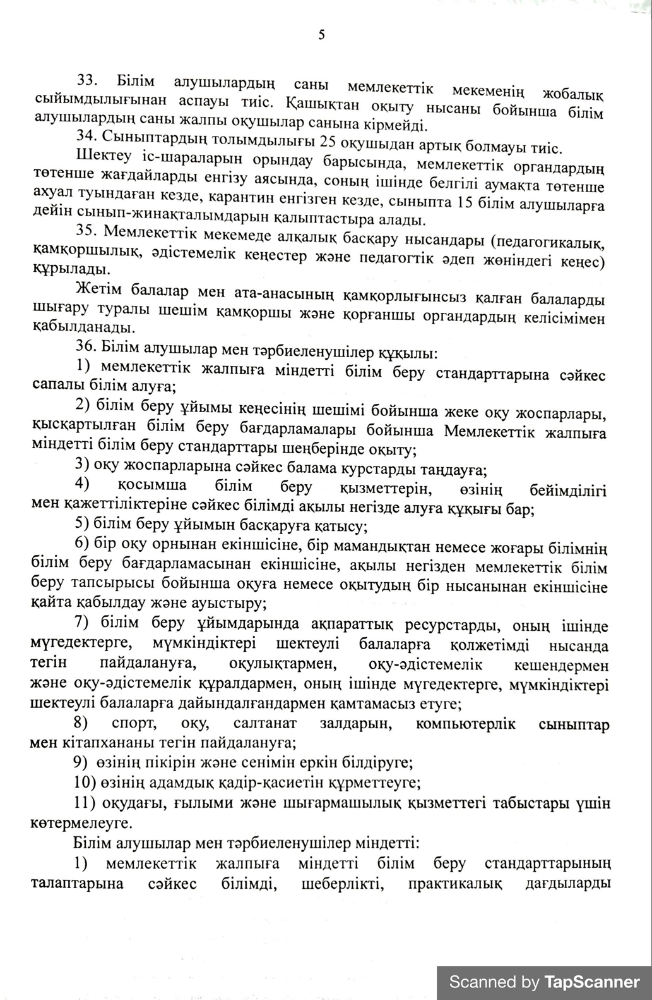 5
33. Білім алушылардың саны мемлекеттік мекеменің жобалық
сыйымдылығынан аспауы тиіс. Қашықтан оқыту нысаны бойынша білім
алушылардың саны жалпы оқушылар санына кірмейді.
34. Сыныптардың толымдылығы 25 оқушыдан артық болмауы тиіс.
Шектеу іс-шараларын орындау барысында, мемлекеттік органдардың
төтенше жағдайларды енгізу аясында, соның ішінде белгілі аумақта төтенше
ахуал туындаған кезде, карантин енгізген кезде, сыныпта 15 білім алушыларға
дейін сынып-жинақталымдарын қалыптастыра алады.
35. Мемлекеттік мекемеде алқалық басқару нысандары (педагогикалық,
қамқоршылық, әдістемелік кеңестер және педагогтік әдеп жөніндегі кеңес)
құрылады.
Жетім балалар мен ата-анасының қамқорлығынсыз қалған балаларды
шығару туралы шешім қамқоршы және қорғаншы органдардың келісімімен
қабылданады.
36. Білім алушылар мен тәрбиеленушілер құқылы:
1) мемлекеттік жалпыға міндетті білім беру стандарттарына сәйкес
сапалы білім алуға;
2) білім беру ұйымы кеңесінің шешімі бойынша жеке оқу жоспарлары,
қысқартылған білім беру бағдарламалары бойынша Мемлекеттік жалпыға
міндетті білім беру стандарттары шеңберінде оқыту;
3) оқу жоспарларына сәйкес балама курстарды таңдауға;
4) қосымша білім беру қызметтерін, өзінің бейімділігі
мен қажеттіліктеріне сәйкес білімді ақылы негізде алуға құқығы бар;
5) білім беру ұйымын басқаруға қатысу;
6) бір оқу орнынан екіншісіне, бір мамандықтан немесе жоғары білімнің
білім беру бағдарламасынан екіншісіне, ақылы негізден мемлекеттік білім
беру тапсырысы бойынша оқуға немесе оқытудың бір нысанынан екіншісіне
қайта қабылдау және ауыстыру;
7) білім беру ұйымдарында ақпараттық ресурстарды, оның ішінде
мүгедектерге, мүмкіндіктері шектеулі балаларға қолжетімді нысанда
тегін пайдалануға, оқулықтармен, оқу-әдістемелік кешендермен
және оқу-әдістемелік құралдармен, оның ішінде мүгедектерге, мүмкіндіктері
шектеулі балаларға дайындалғандармен қамтамасыз етуге;
8) спорт, оқу, салтанат залдарын, компьютерлік сыныптар
мен кітапхананы тегін пайдалануға;
9) өзінің пікірін және сенімін еркін білдіруге;
10) өзінің адамдық қадір-қасиетін құрметтеуге;
11) оқудағы, ғылыми және шығармашылық қызметтегі табыстары үшін
көтермелеуге.
Білім алушылар мен тәрбиеленушілер міндетті:
1) мемлекеттік жалпыға міндетті білім беру стандарттарының
талаптарына сәйкес білімді, шеберлікті, практикалық дағдыларды
Scanned by TapScanner